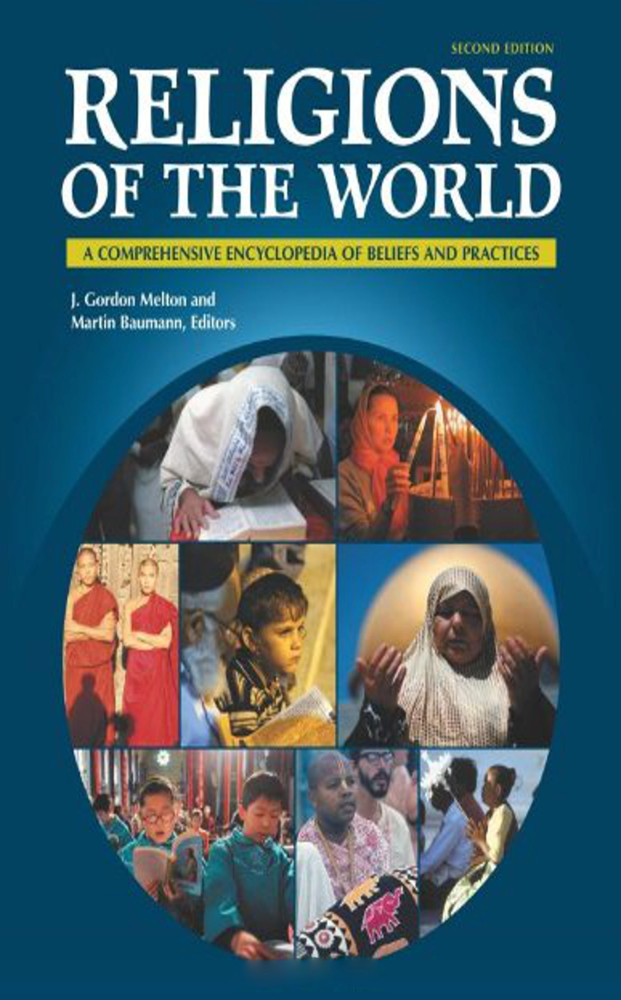 SECOND EDITION
RELIGIONS
OF THE WORLD
A COMPREHENSIVE ENCYCLOPEDIA OF BELIEFS AND PRACTICES
J. Gordon Melton and
Martin Baumann, Editors